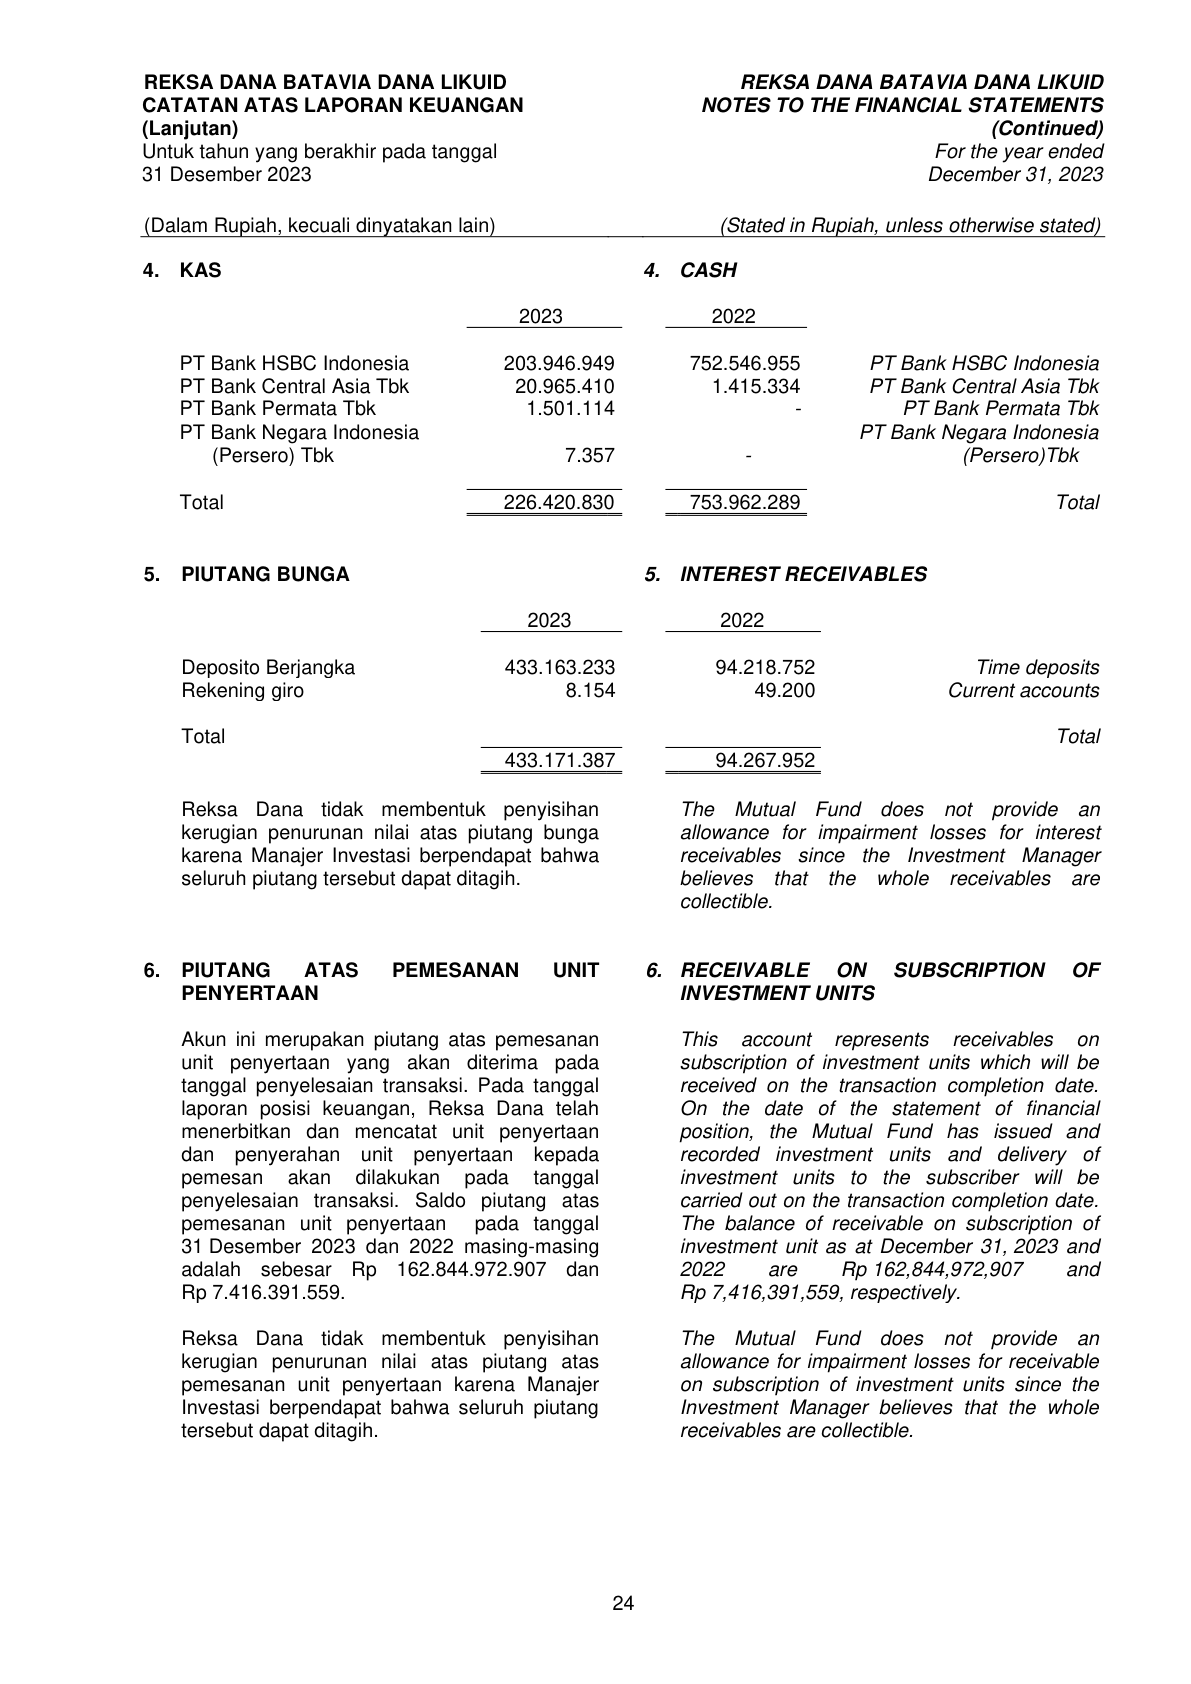 REKSA DANA BATAVIA DANA LIKUID
CATATAN ATAS LAPORAN KEUANGAN
(Lanjutan)
Untuk tahun yang berakhir pada tanggal
31 Desember 2023
REKSA DANA BATAVIA DANA LIKUID
NOTES TO THE FINANCIAL STATEMENTS
(Continued)
For the year ended
December 31, 2023
(Dalam Rupiah, kecuali dinyatakan lain) (Stated in Rupiah, unless otherwise stated)
4. KAS 4. CASH
2023 2022
PT Bank HSBC Indonesia 203.946.949 752.546.955 PT Bank HSBC Indonesia
PT Bank Central Asia Tbk 20.965.410 1.415.334 PT Bank Central Asia Tbk
PT Bank Permata Tbk 1.501.114 - PT Bank Permata Tbk
PT Bank Negara Indonesia PT Bank Negara Indonesia
(Persero) Tbk 7.357 - (Persero)Tbk
Total 226.420.830 753.962.289 Total
5. PIUTANG BUNGA 5. INTEREST RECEIVABLES
2023 2022
Deposito Berjangka 433.163.233 94.218.752 Time deposits
Rekening giro 8.154 49.200 Current accounts
Total Total
433.171.387 94.267.952
Reksa Dana tidak membentuk penyisihan
kerugian penurunan nilai atas piutang bunga
karena Manajer Investasi berpendapat bahwa
seluruh piutang tersebut dapat ditagih.
The Mutual Fund does not provide an
allowance for impairment losses for interest
receivables since the Investment Manager
believes that the whole receivables are
collectible.
6. PIUTANG ATAS PEMESANAN UNIT
PENYERTAAN
6. RECEIVABLE ON SUBSCRIPTION OF
INVESTMENT UNITS
Akun ini merupakan piutang atas pemesanan
unit penyertaan yang akan diterima pada
tanggal penyelesaian transaksi. Pada tanggal
laporan posisi keuangan, Reksa Dana telah
menerbitkan dan mencatat unit penyertaan
dan penyerahan unit penyertaan kepada
pemesan akan dilakukan pada tanggal
penyelesaian transaksi. Saldo piutang atas
pemesanan unit penyertaan pada tanggal
31 Desember 2023 dan 2022 masing-masing
adalah sebesar Rp 162.844.972.907 dan
Rp 7.416.391.559.
This account represents receivables on
subscription of investment units which will be
received on the transaction completion date.
On the date of the statement of financial
position, the Mutual Fund has issued and
recorded investment units and delivery of
investment units to the subscriber will be
carried out on the transaction completion date.
The balance of receivable on subscription of
investment unit as at December 31, 2023 and
2022 are Rp 162,844,972,907 and
Rp 7,416,391,559, respectively.
Reksa Dana tidak membentuk penyisihan
kerugian penurunan nilai atas piutang atas
pemesanan unit penyertaan karena Manajer
Investasi berpendapat bahwa seluruh piutang
tersebut dapat ditagih.
The Mutual Fund does not provide an
allowance for impairment losses for receivable
on subscription of investment units since the
Investment Manager believes that the whole
receivables are collectible.
24